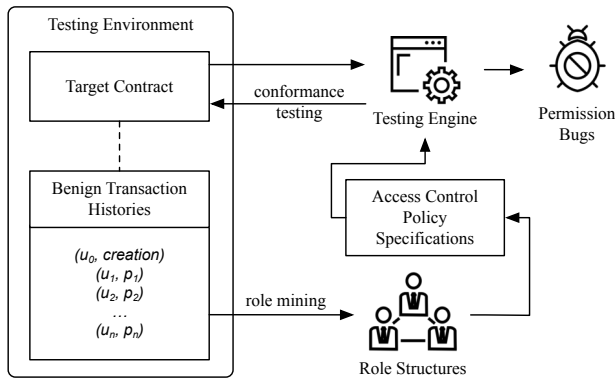 Testing Environment
Target Contract
conformance
testing
Testing Engine
Permission
Bugs
Benign Transaction
Histories
(u₀, creation)
(u₁, p₁)
(u₂, p₂)
...
(uₙ, pₙ)
Access Control
Policy
Specifications
role mining
Role Structures